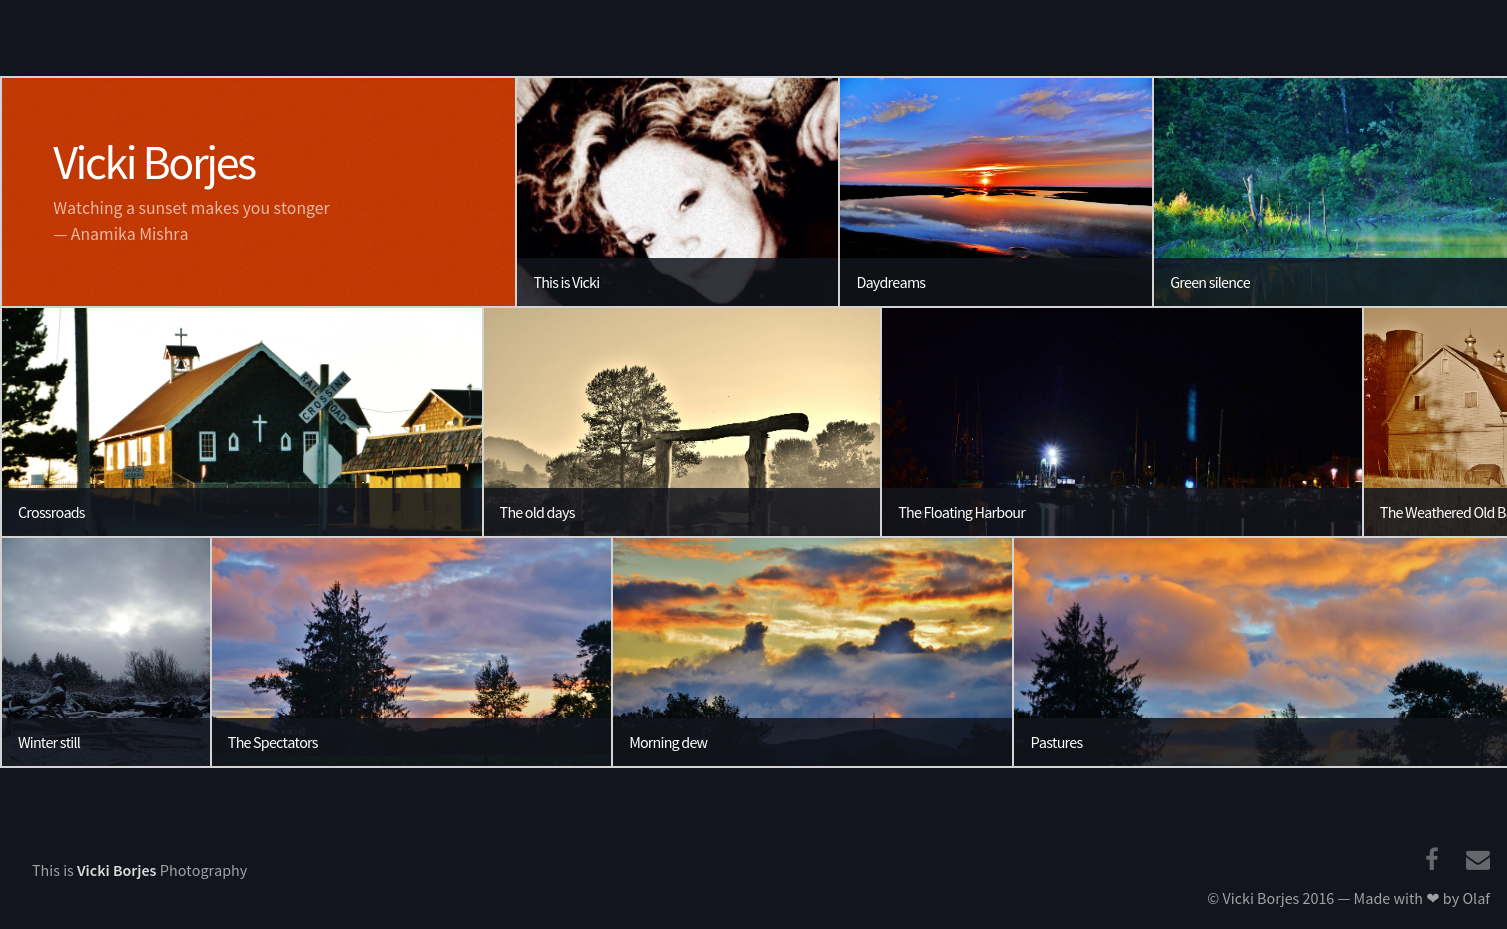 Vicki Borjes
Watching a sunset makes you stonger
— Anamika Mishra
This is Vicki
Daydreams
Green silence
RAILROAD
CROSSING
Crossroads
The old days
The Floating Harbour
The Weathered Old B
Winter still
The Spectators
Morning dew
Pastures
This is Vicki Borjes Photography
© Vicki Borjes 2016 — Made with ❤ by Olaf